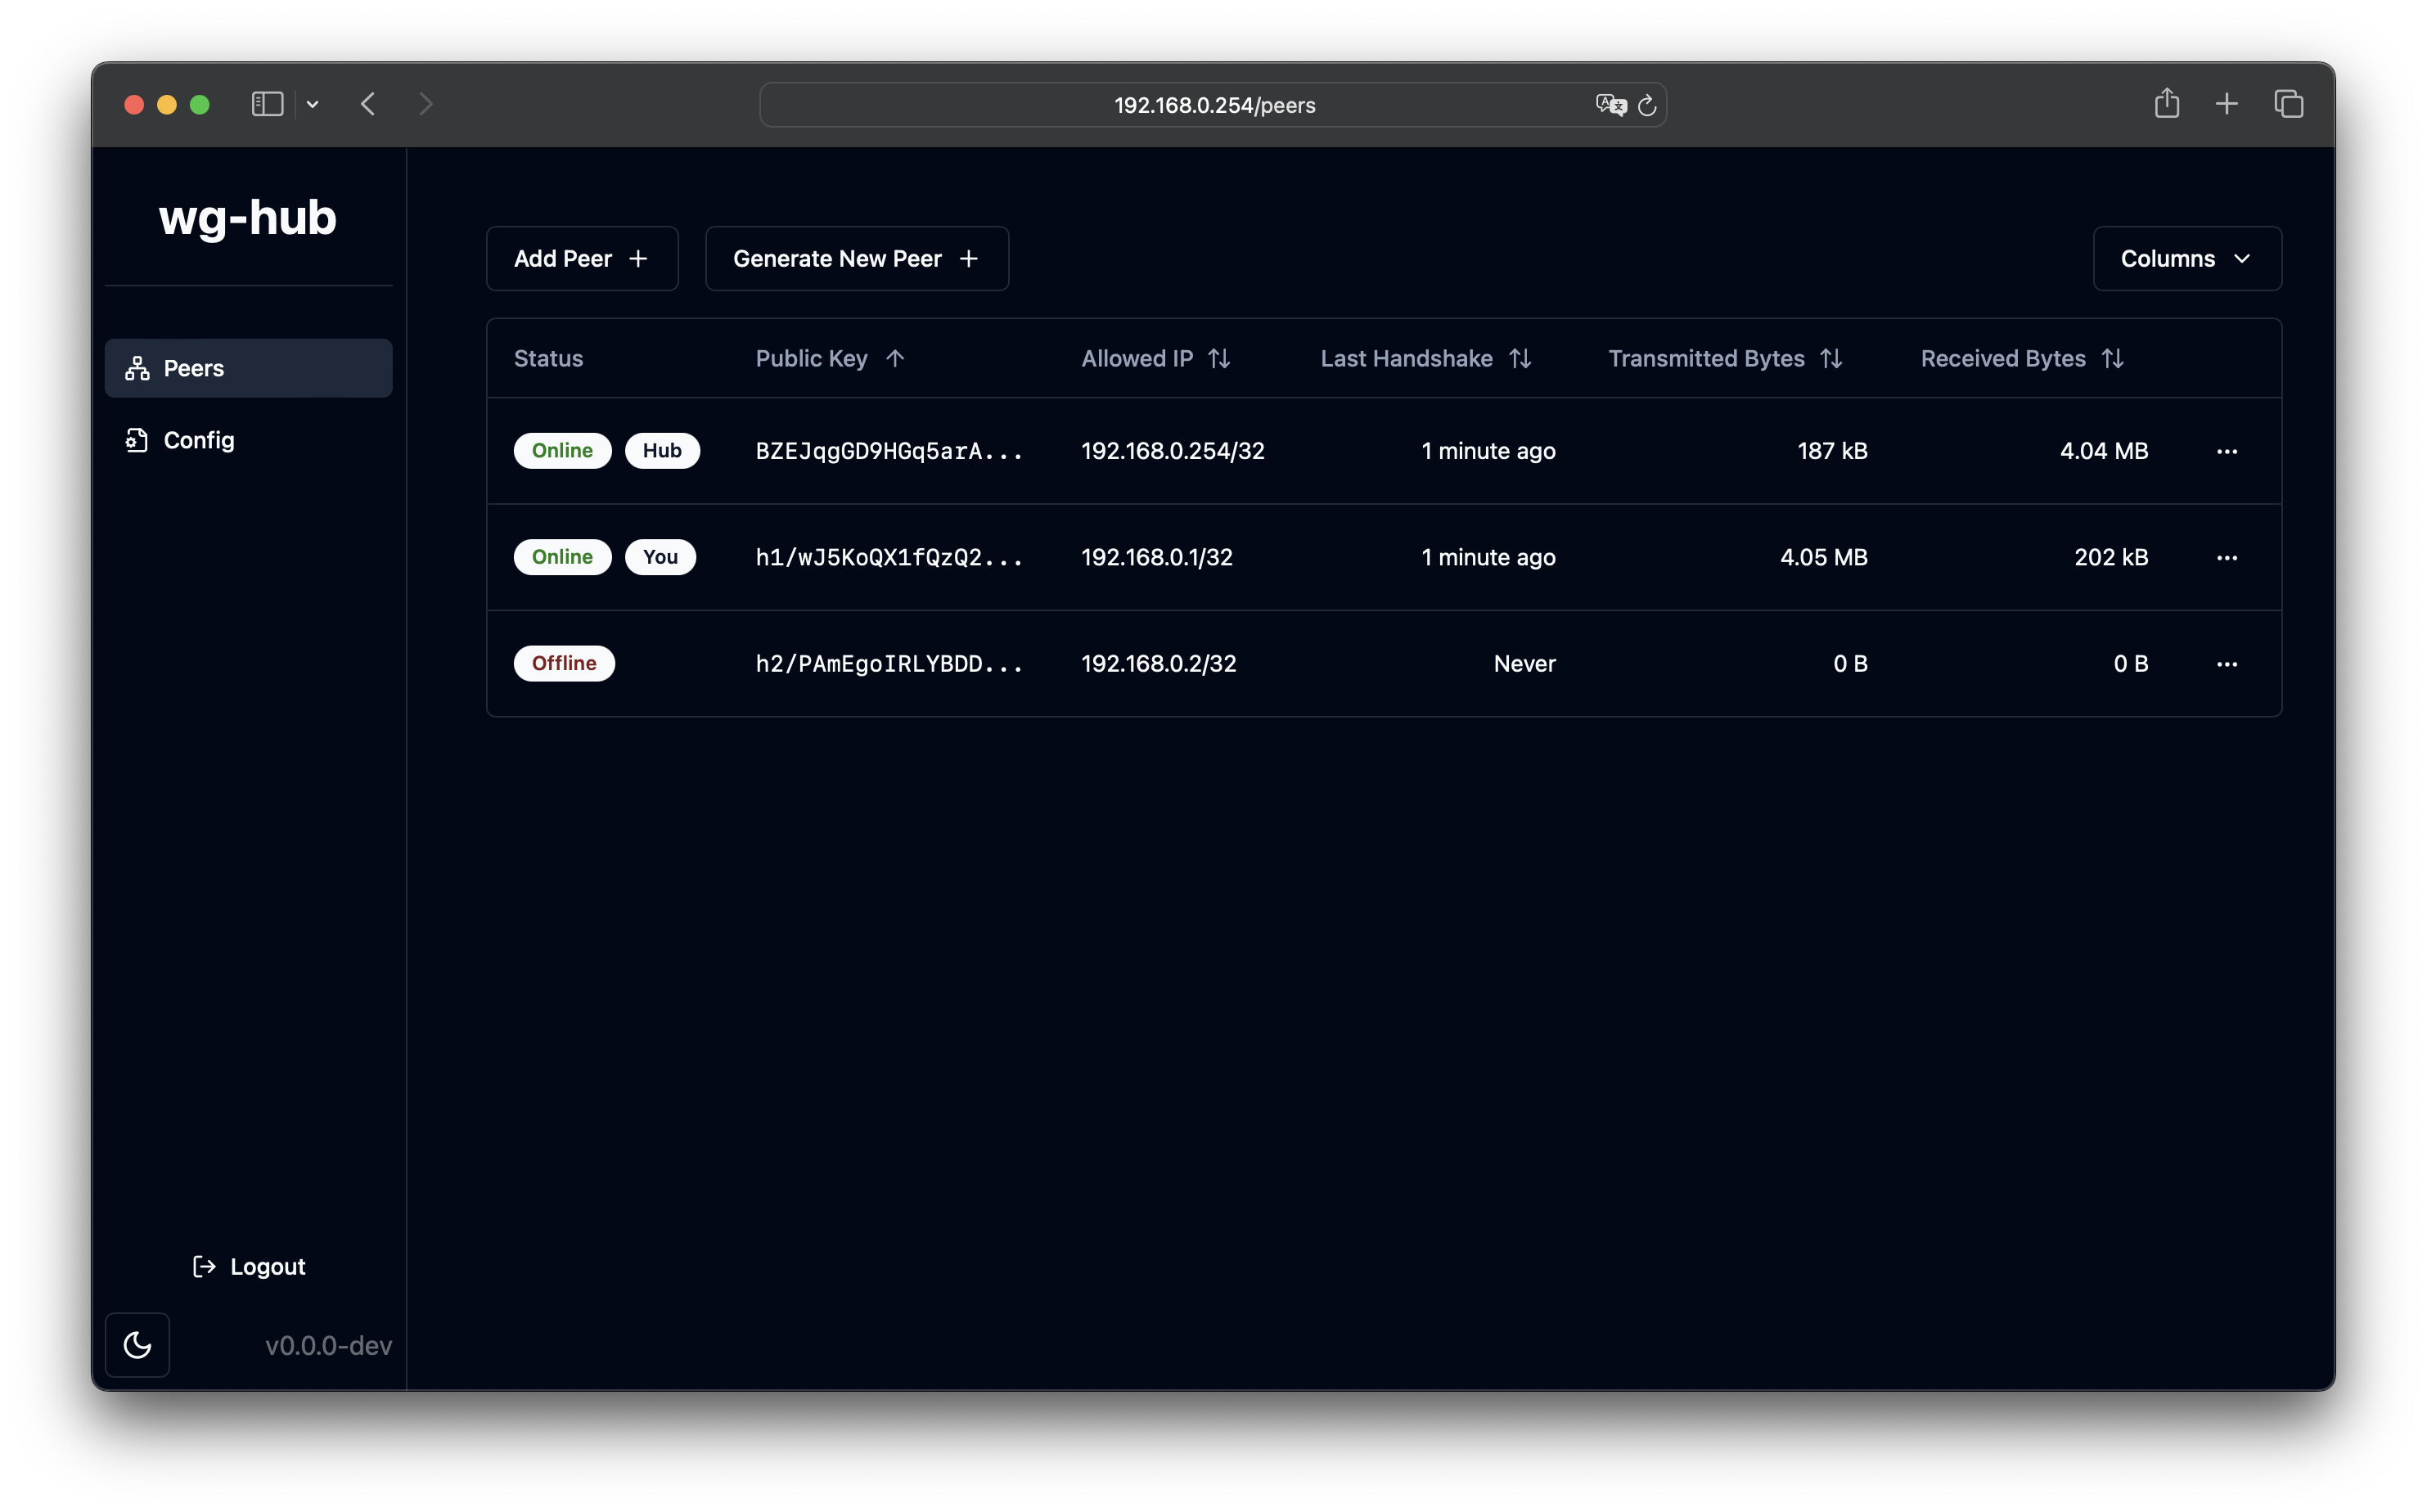 192.168.0.254/peers
wg-hub
Peers
Config
Logout
v0.0.0-dev
Add Peer
Generate New Peer
Columns
Status Public Key Allowed IP Last Handshake Transmitted Bytes Received Bytes
Online Hub BZEJqgGD9HGq5arA... 192.168.0.254/32 1 minute ago 187 kB 4.04 MB
Online You h1/wJ5KoQX1fQzQ2... 192.168.0.1/32 1 minute ago 4.05 MB 202 kB
Offline h2/PAmEgoIRLYBDD... 192.168.0.2/32 Never 0 B 0 B